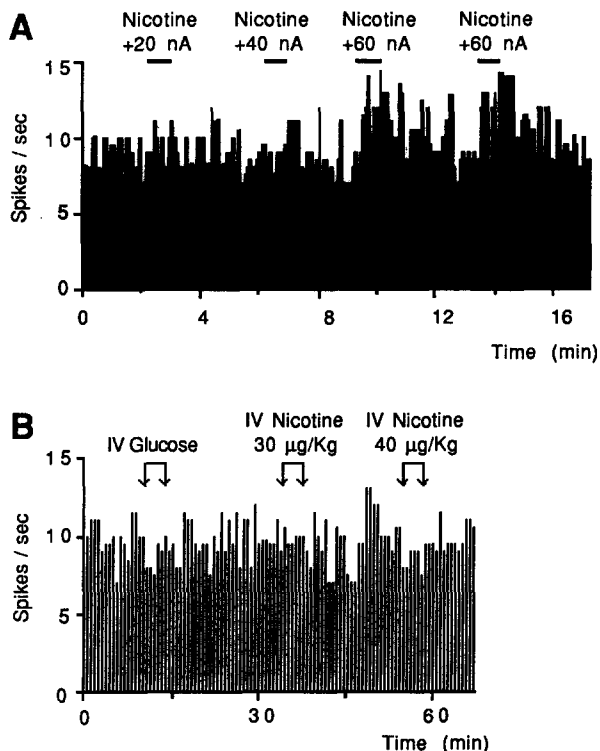 A
Nicotine Nicotine Nicotine Nicotine
+20 nA +40 nA +60 nA +60 nA
15
10
5
0
Spikes / sec
0 4 8 12 16
Time (min)
B
IV Glucose
IV Nicotine
30 µg/Kg
IV Nicotine
40 µg/Kg
15
10
5
0
Spikes / sec
0 30 60
Time (min)